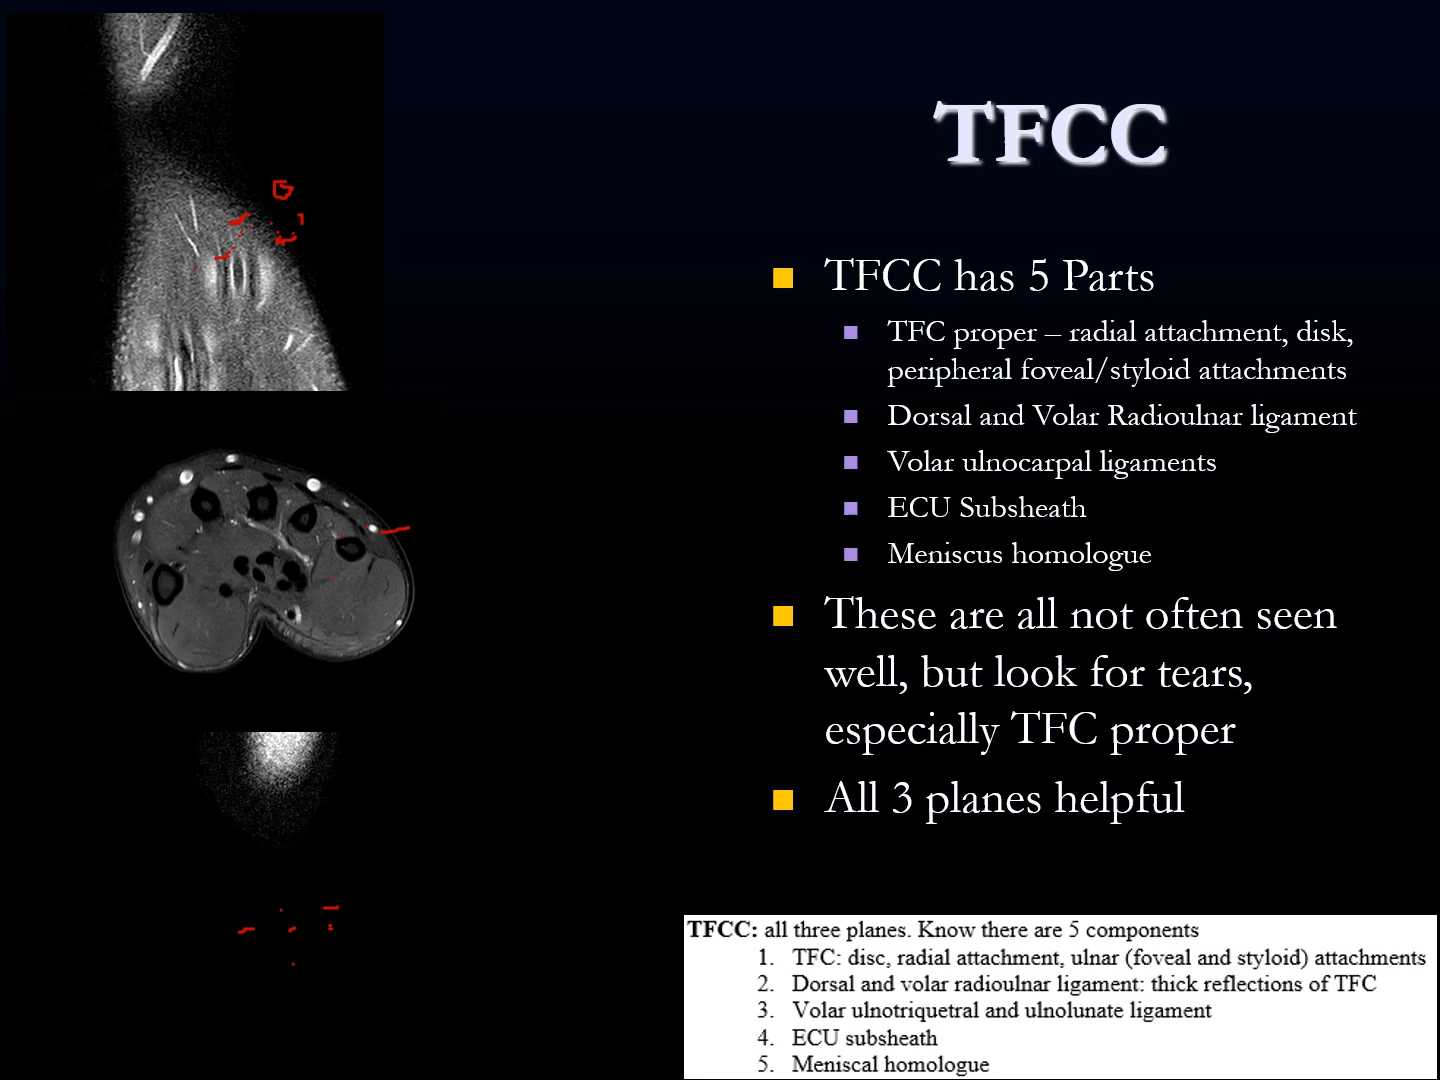 TFCC
TFCC has 5 Parts
TFC proper – radial attachment, disk,
peripheral foveal/styloid attachments
Dorsal and Volar Radioulnar ligament
Volar ulnocarpal ligaments
ECU Subsheath
Meniscus homologue
These are all not often seen
well, but look for tears,
especially TFC proper
All 3 planes helpful
TFCC: all three planes. Know there are 5 components
1. TFC: disc, radial attachment, ulnar (foveal and styloid) attachments
2. Dorsal and volar radioulnar ligament: thick reflections of TFC
3. Volar ulnotriquetral and ulnolunate ligament
4. ECU subsheath
5. Meniscal homologue